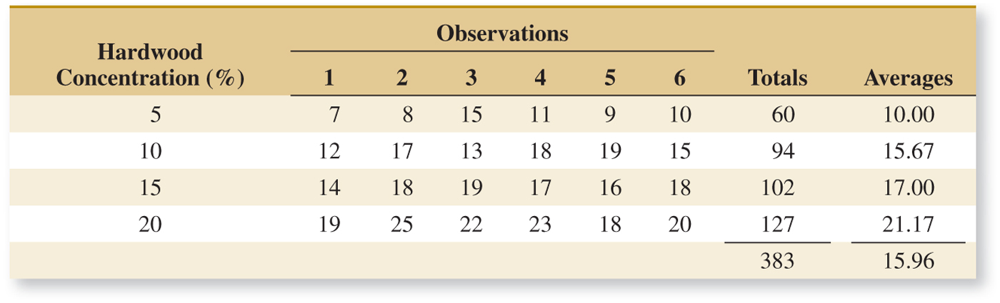 Observations
Hardwood
Concentration (%) 1 2 3 4 5 6 Totals Averages
5 7 8 15 11 9 10 60 10.00
10 12 17 13 18 19 15 94 15.67
15 14 18 19 17 16 18 102 17.00
20 19 25 22 23 18 20 127 21.17
383 15.96